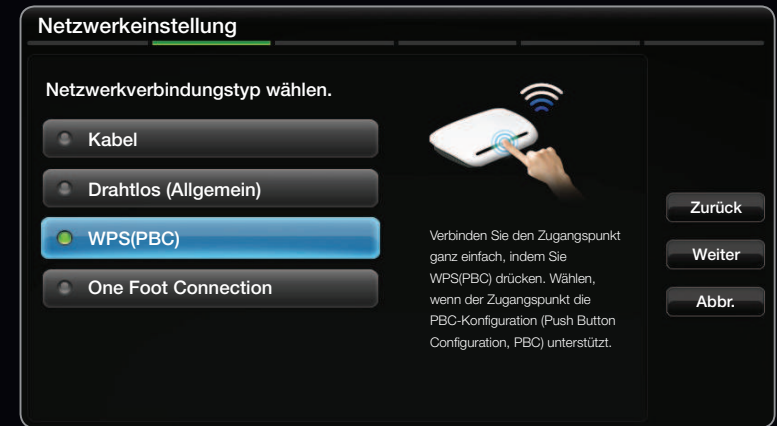 Netzwerkeinstellung
Netzwerkverbindungstyp wählen.
Kabel
Drahtlos (Allgemein)
WPS(PBC)
One Foot Connection
Verbinden Sie den Zugangspunkt
ganz einfach, indem Sie
WPS(PBC) drücken. Wählen,
wenn der Zugangspunkt die
PBC-Konfiguration (Push Button
Configuration, PBC) unterstützt.
Zurück
Weiter
Abbr.